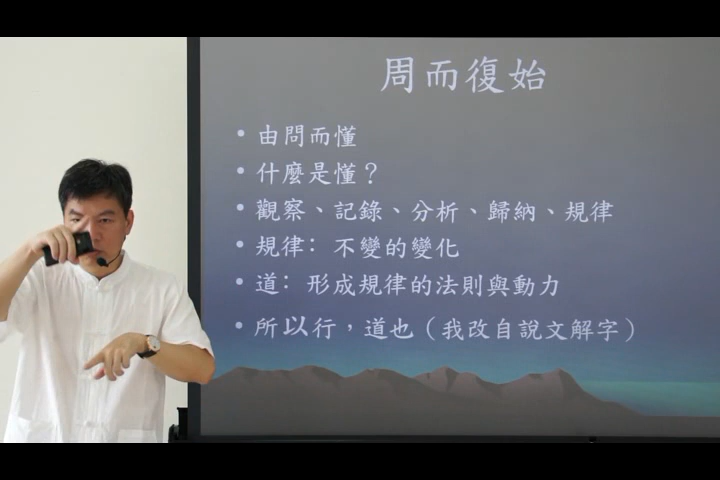 周而復始
• 由問而懂
• 什麼是懂？
• 觀察、記錄、分析、歸納、規律
• 規律: 不變的變化
• 道: 形成規律的法則與動力
• 所以行，道也（我改自說文解字）